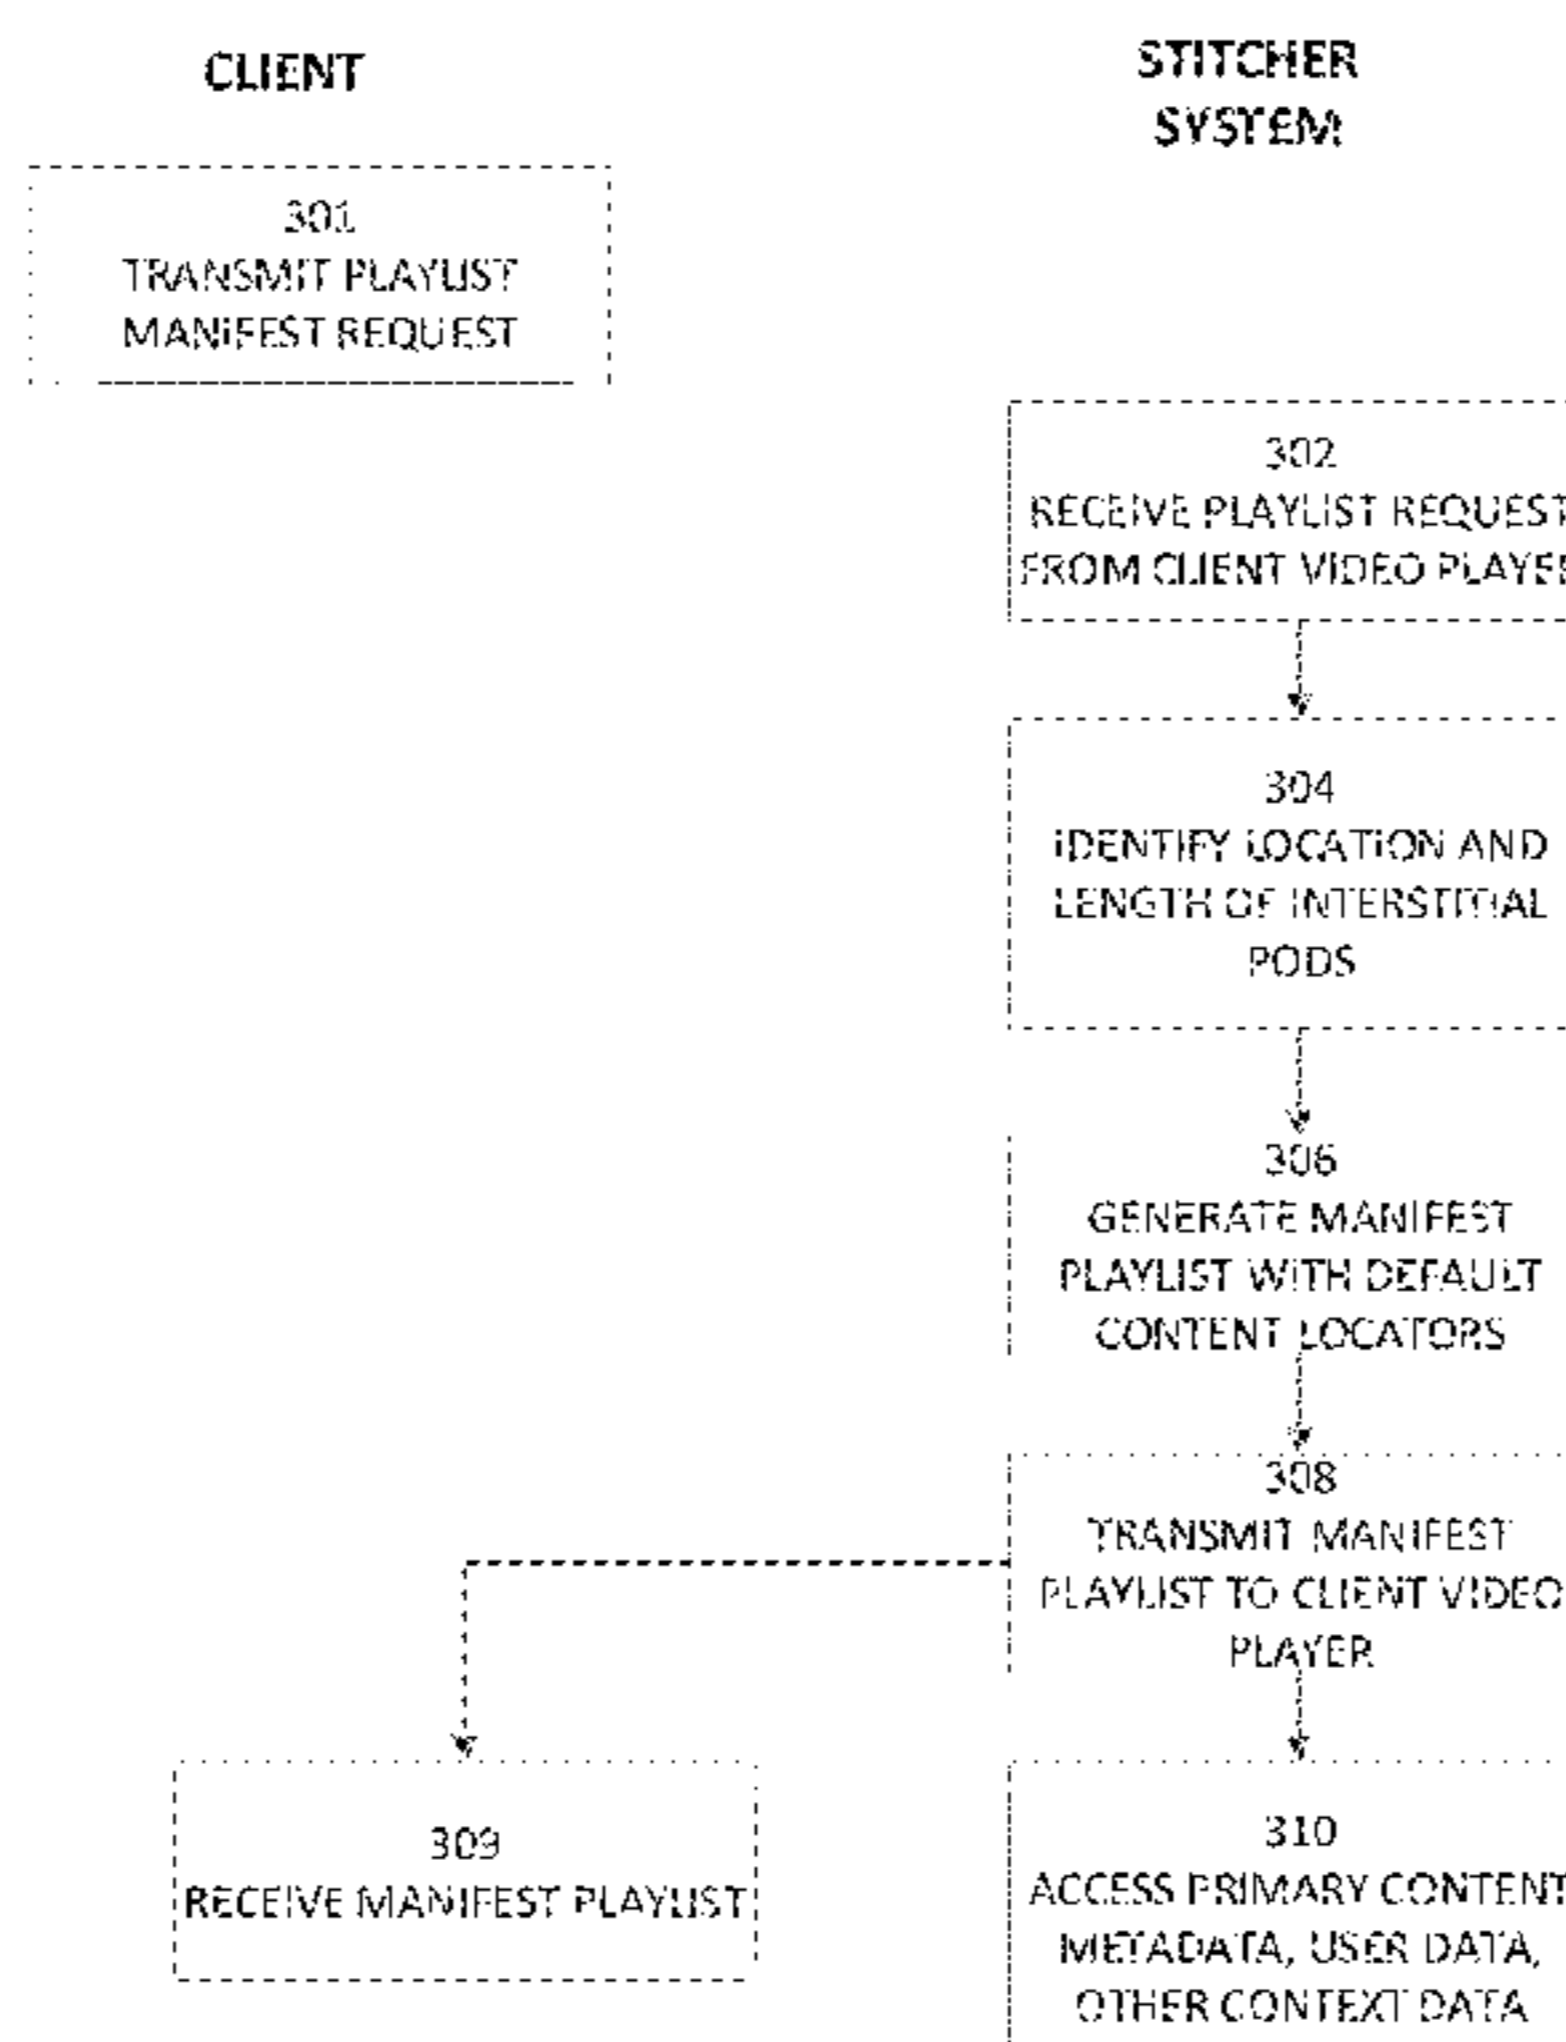 CLIENT
STITCHER
SYSTEM
301
TRANSMIT PLAYLIST
MANIFEST REQUEST
302
RECEIVE PLAYLIST REQUEST
FROM CLIENT VIDEO PLAYER
304
IDENTIFY LOCATION AND
LENGTH OF INTERSTITIAL
PODS
306
GENERATE MANIFEST
PLAYLIST WITH DEFAULT
CONTENT LOCATORS
308
TRANSMIT MANIFEST
PLAYLIST TO CLIENT VIDEO
PLAYER
309
RECEIVE MANIFEST PLAYLIST
310
ACCESS PRIMARY CONTENT
METADATA, USER DATA,
OTHER CONTEXT DATA